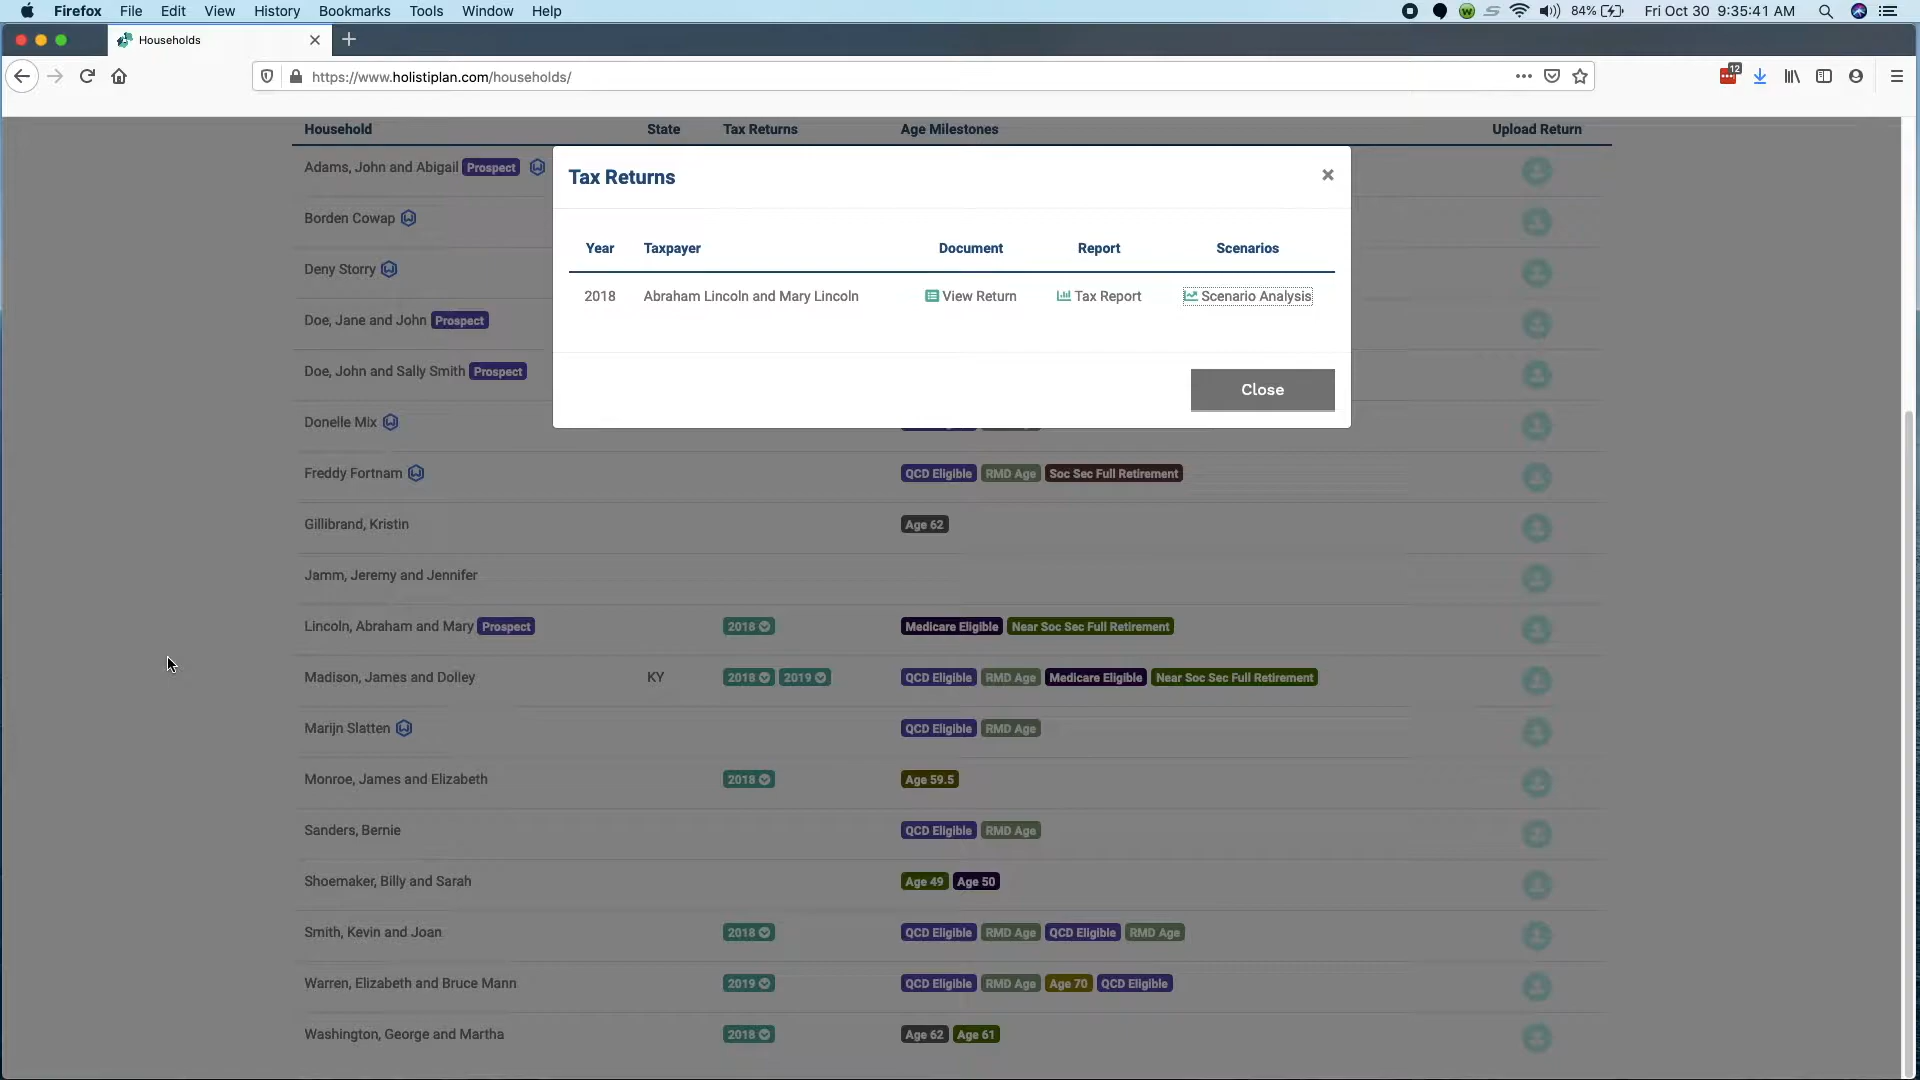 Firefox File Edit View History Bookmarks Tools Window Help 84% Fri Oct 30 9:35:41 AM
Households
https://www.holistiplan.com/households/ 12
Household State Tax Returns Age Milestones Upload Return
Adams, John and Abigail Prospect
Tax Returns ×
Borden Cowap
Year Taxpayer Document Report Scenarios
Deny Storry
2018 Abraham Lincoln and Mary Lincoln View Return Tax Report Scenario Analysis
Doe, Jane and John Prospect
Doe, John and Sally Smith Prospect
Close
Donelle Mix
Freddy Fortnam QCD Eligible RMD Age Soc Sec Full Retirement
Gillibrand, Kristin Age 62
Jamm, Jeremy and Jennifer
Lincoln, Abraham and Mary Prospect 2018 Medicare Eligible Near Soc Sec Full Retirement
Madison, James and Dolley KY 2018 2019 QCD Eligible RMD Age Medicare Eligible Near Soc Sec Full Retirement
Marijn Slatten QCD Eligible RMD Age
Monroe, James and Elizabeth 2018 Age 59.5
Sanders, Bernie QCD Eligible RMD Age
Shoemaker, Billy and Sarah Age 49 Age 50
Smith, Kevin and Joan 2018 QCD Eligible RMD Age QCD Eligible RMD Age
Warren, Elizabeth and Bruce Mann 2019 QCD Eligible RMD Age Age 70 QCD Eligible
Washington, George and Martha 2018 Age 62 Age 61